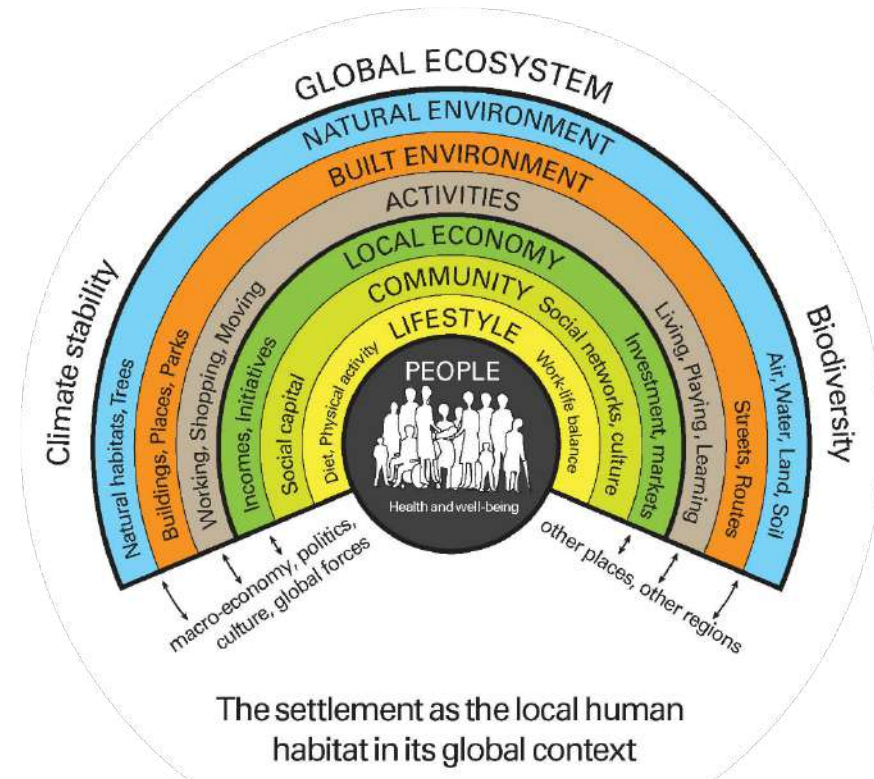 GLOBAL ECOSYSTEM
NATURAL ENVIRONMENT
BUILT ENVIRONMENT
ACTIVITIES
LOCAL ECONOMY
COMMUNITY
LIFESTYLE
PEOPLE
Health and well-being
Climate stability
Natural habitats, Trees
Buildings, Places, Parks
Working, Shopping, Moving
Incomes, Initiatives
Social capital
Diet, Physical activity
Work-life balance
Social networks, culture
Investment, markets
Living, Playing, Learning
Streets, Routes
Air, Water, Land, Soil
Biodiversity
macro-economy, politics,
culture, global forces
other places, other regions
The settlement as the local human
habitat in its global context